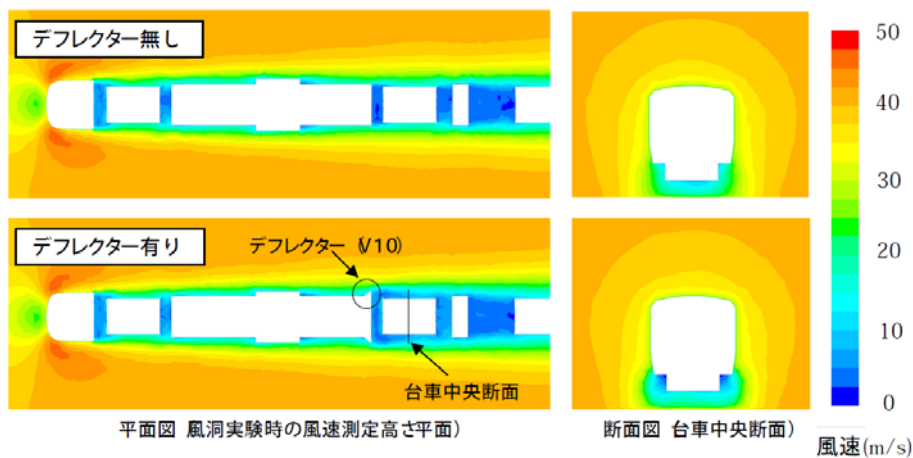 デフレクター無し
デフレクター有り
デフレクター (V10)
台車中央断面
平面図 風洞実験時の風速測定高さ平面)
断面図 台車中央断面)
50
40
30
20
10
0
風速(m/s)